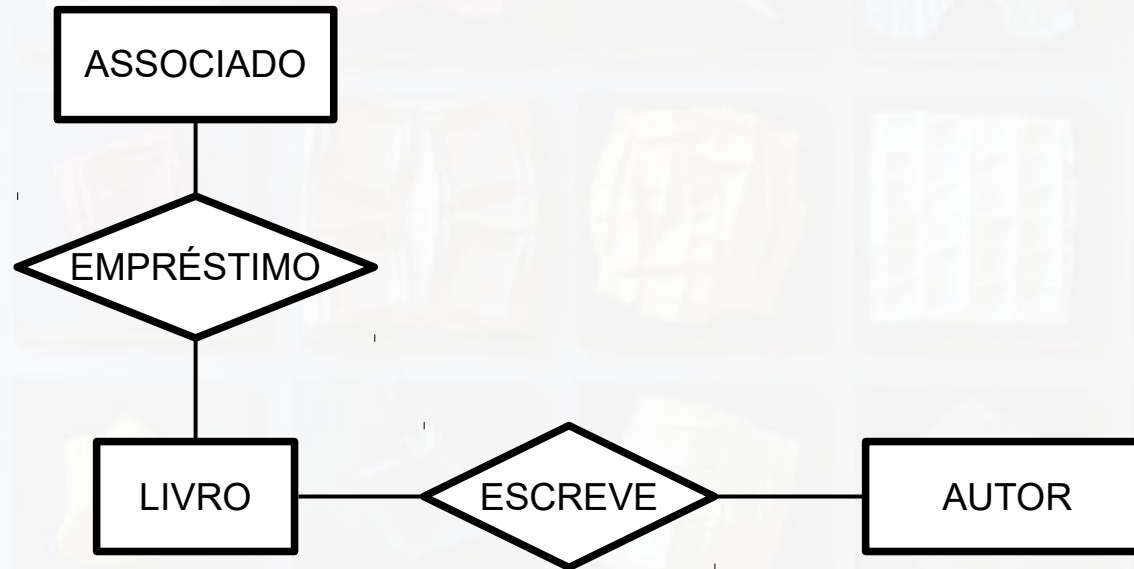 ASSOCIADO
EMPRÉSTIMO
LIVRO
ESCREVE
AUTOR